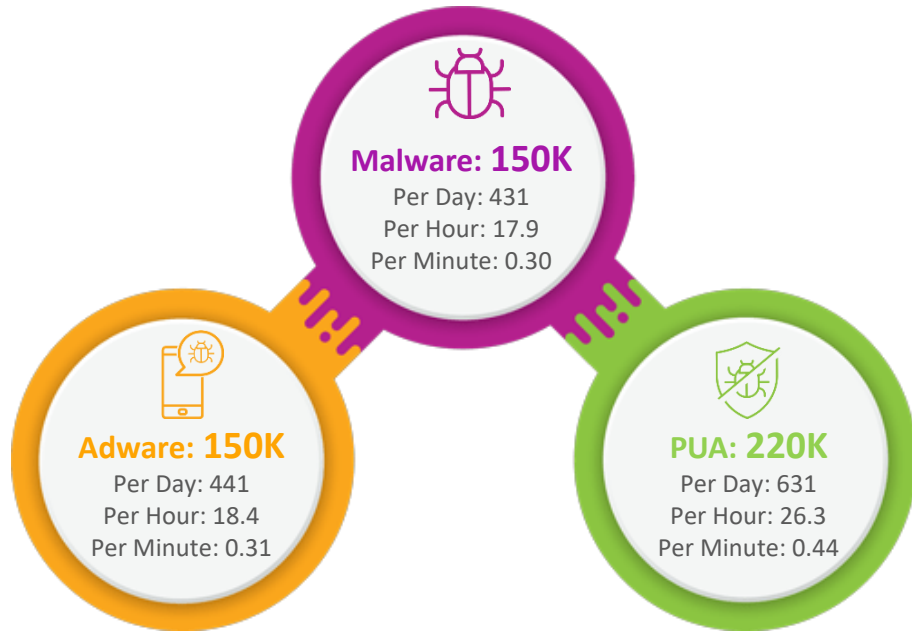 Malware: 150K
Per Day: 431
Per Hour: 17.9
Per Minute: 0.30
Adware: 150K
Per Day: 441
Per Hour: 18.4
Per Minute: 0.31
PUA: 220K
Per Day: 631
Per Hour: 26.3
Per Minute: 0.44